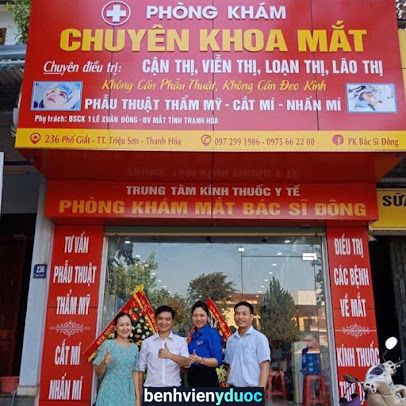 PHÒNG KHÁM
CHUYÊN KHOA MẮT
Chuyên điều trị: CẬN THỊ, VIỄN THỊ, LOẠN THỊ, LÃO THỊ
Không Cần Phẫu Thuật, Không Cần Đeo Kính
PHẪU THUẬT THẨM MỸ - CẮT MÍ - NHẤN MÍ
Phụ trách: BSCK 1 LÊ XUÂN ĐÔNG - BV MẮT TỈNH THANH HÓA
236 Phố Giắt - TT. Triệu Sơn - Thanh Hóa
097 299 1986 - 0975 66 22 00
PK Bác Sĩ Đông
TRUNG TÂM KÍNH THUỐC Y TẾ
PHÒNG KHÁM MẮT BÁC SĨ ĐÔNG
236
TƯ VẤN
PHẪU THUẬT
THẨM MỸ
CẮT MÍ
NHẤN MÍ
ĐIỀU TRỊ
CÁC BỆNH
VỀ MẮT
KÍNH THUỐC
SỬA
benhvienyduoc